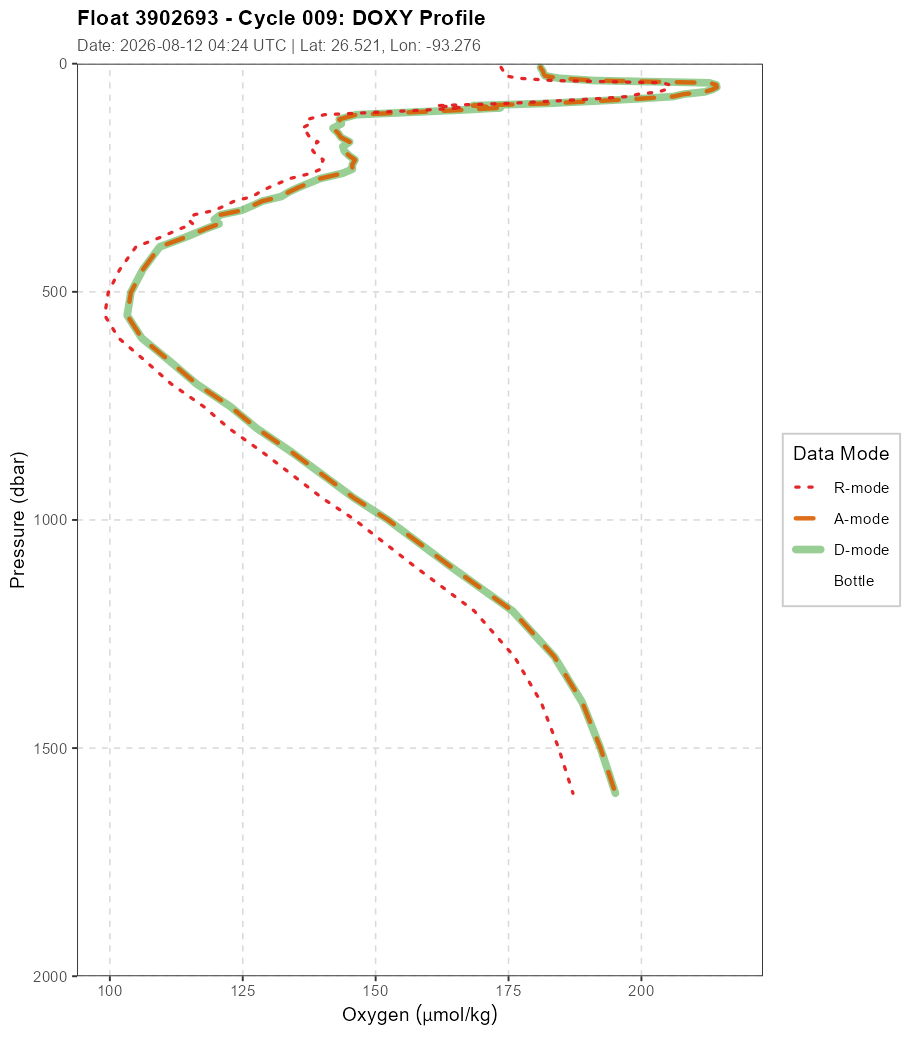 Float 3902693 - Cycle 009: DOXY Profile
Date: 2026-08-12 04:24 UTC | Lat: 26.521, Lon: -93.276
0
500
1000
1500
2000
Pressure (dbar)
100 125 150 175 200
Oxygen (μmol/kg)
Data Mode
R-mode
A-mode
D-mode
Bottle